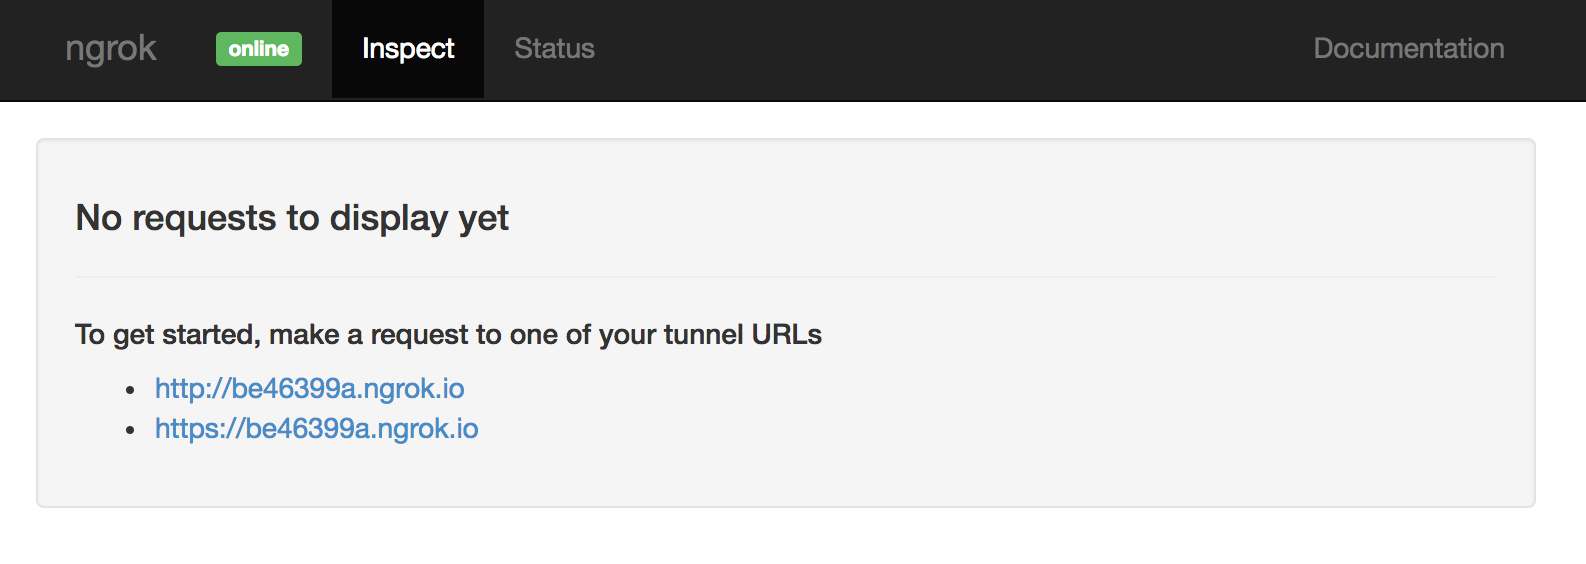 ngrok online Inspect Status Documentation
No requests to display yet
To get started, make a request to one of your tunnel URLs
http://be46399a.ngrok.io
https://be46399a.ngrok.io